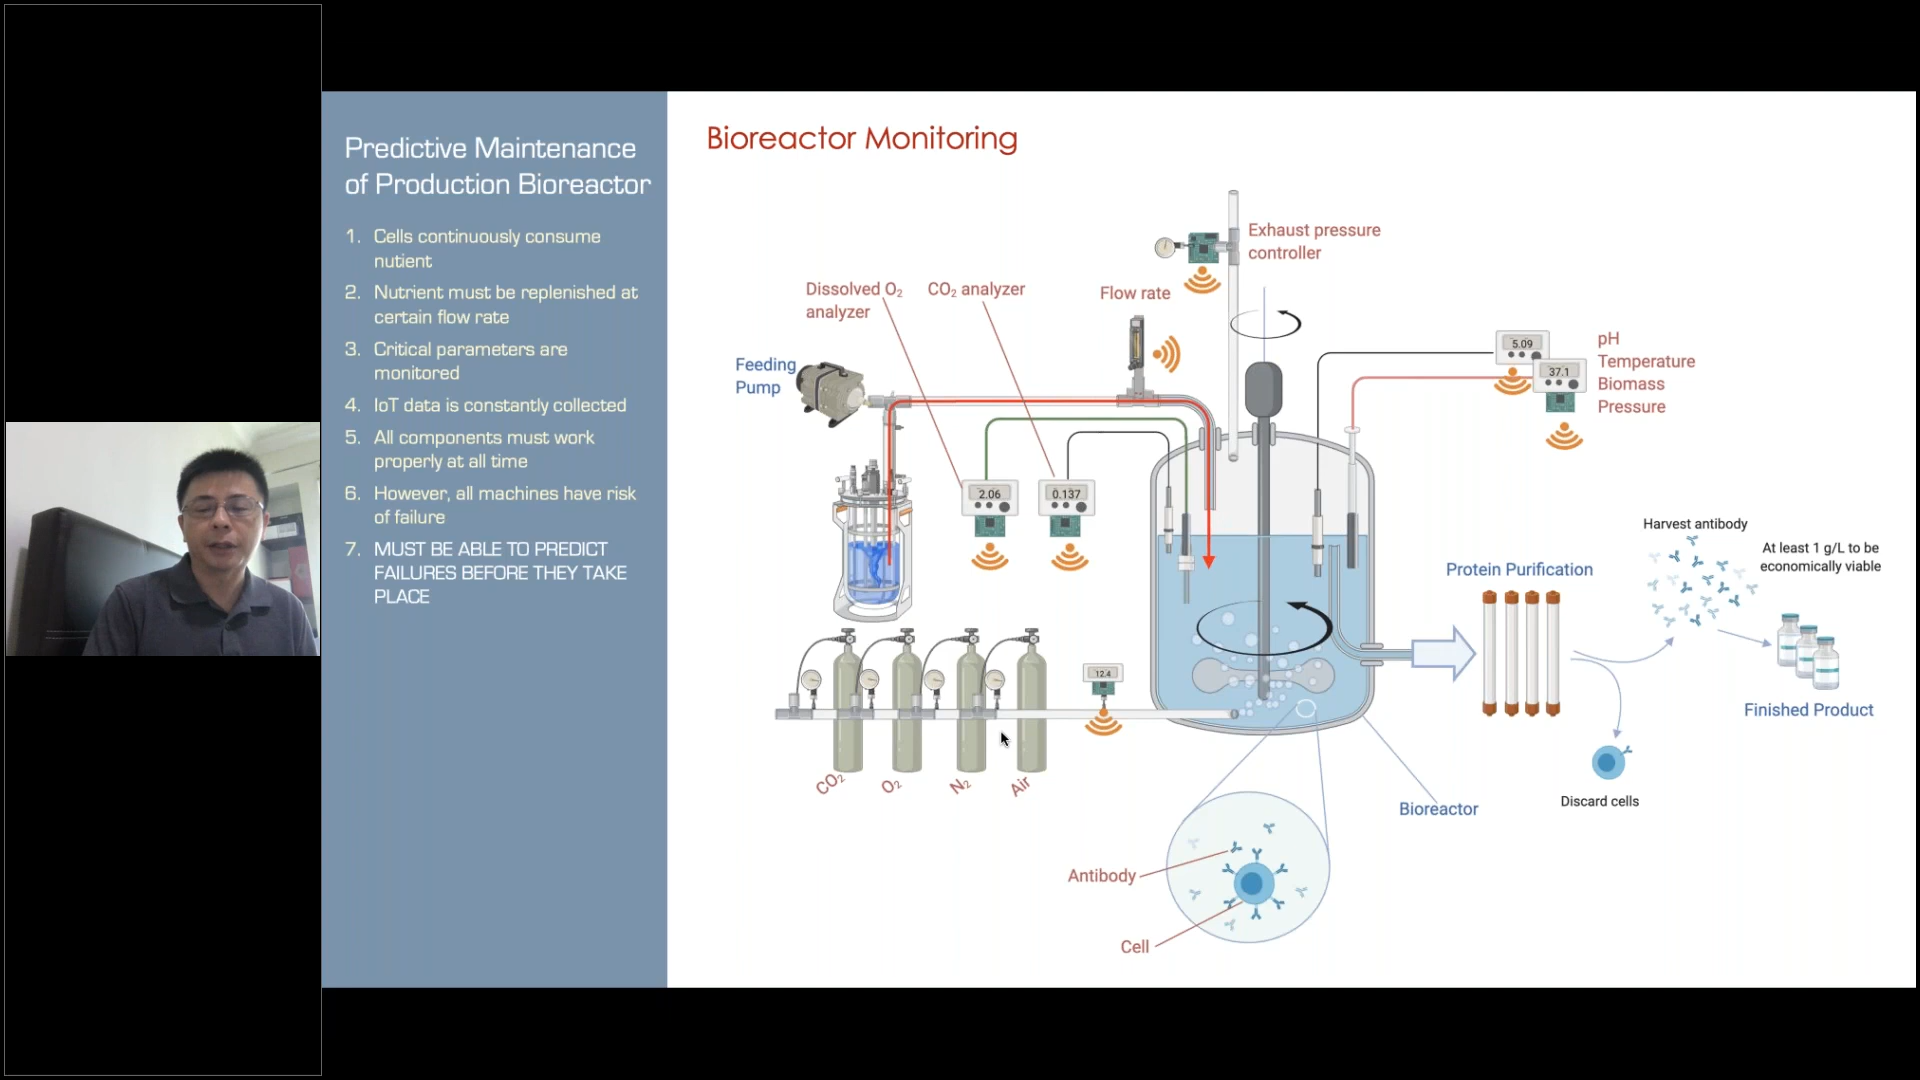 Predictive Maintenance
of Production Bioreactor
1. Cells continuously consume
nutient
2. Nutrient must be replenished at
certain flow rate
3. Critical parameters are
monitored
4. IoT data is constantly collected
5. All components must work
properly at all time
6. However, all machines have risk
of failure
7. MUST BE ABLE TO PREDICT
FAILURES BEFORE THEY TAKE
PLACE
Bioreactor Monitoring
Exhaust pressure
controller
Dissolved O₂
analyzer
CO₂ analyzer
Flow rate
Feeding
Pump
5.09
37.1
pH
Temperature
Biomass
Pressure
2.06
0.137
Harvest antibody
At least 1 g/L to be
economically viable
Protein Purification
12.4
Finished Product
CO₂
O₂
N₂
Air
Discard cells
Bioreactor
Antibody
Cell